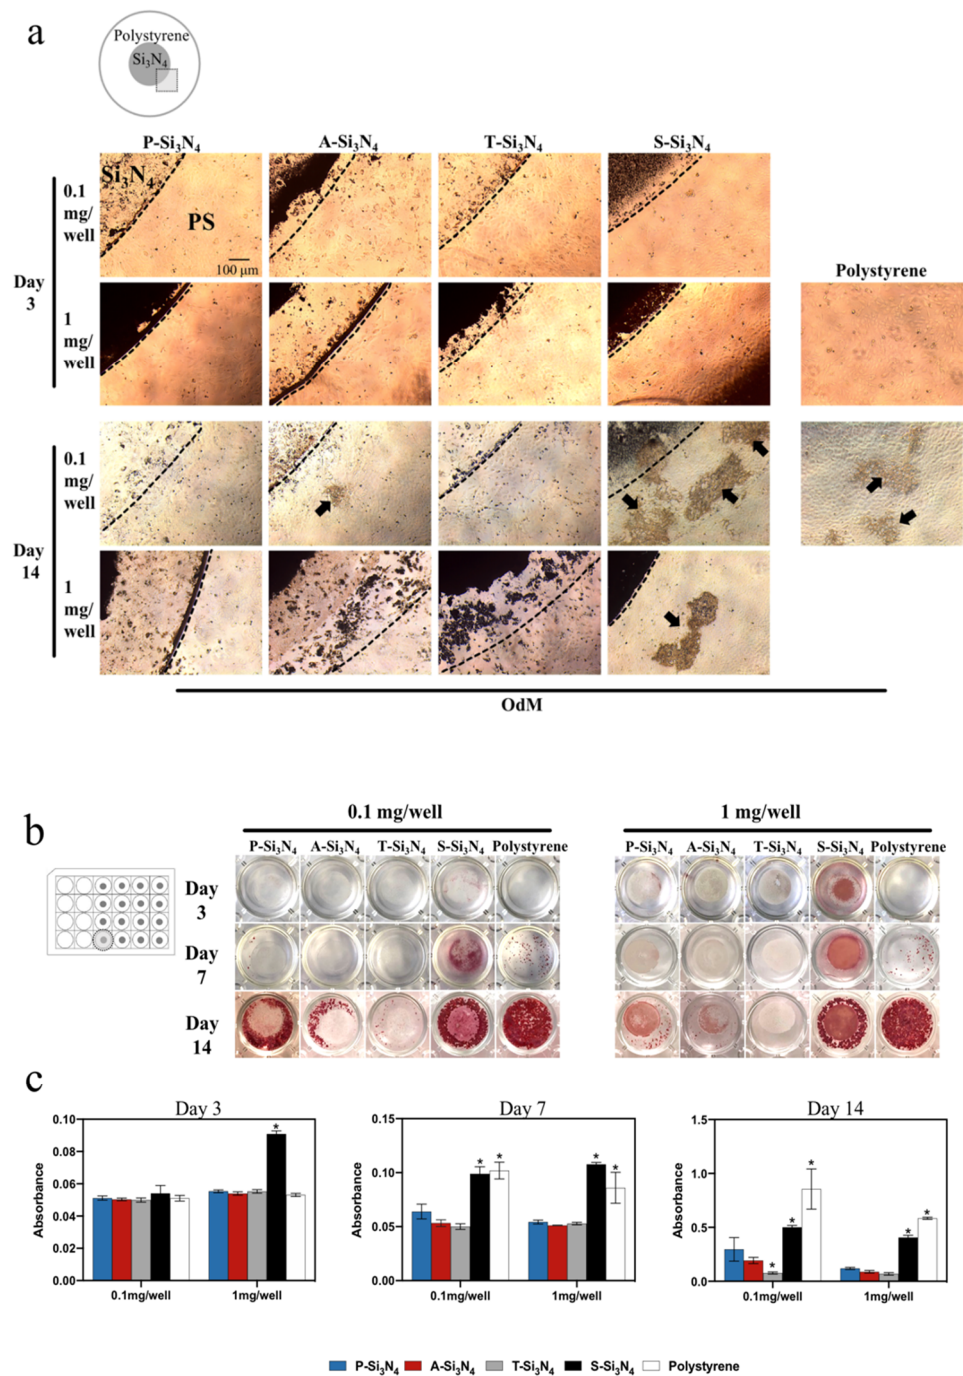 a
Polystyrene
Si₃N₄
P-Si₃N₄ A-Si₃N₄ T-Si₃N₄ S-Si₃N₄
Day
3
0.1
mg/
well
Si₃N₄
PS
100 µm
1
mg/
well
Polystyrene
Day
14
0.1
mg/
well
1
mg/
well
OdM
b
0.1 mg/well
1 mg/well
P-Si₃N₄ A-Si₃N₄ T-Si₃N₄ S-Si₃N₄ Polystyrene
P-Si₃N₄ A-Si₃N₄ T-Si₃N₄ S-Si₃N₄ Polystyrene
Day
3
Day
7
Day
14
c
Day 3
Absorbance
0.10
0.08
0.06
0.04
0.02
0.00
*
0.1mg/well 1mg/well
Day 7
Absorbance
0.15
0.10
0.05
0.00
* * * *
0.1mg/well 1mg/well
Day 14
Absorbance
1.5
1.0
0.5
0.0
* * * * *
0.1mg/well 1mg/well
P-Si₃N₄ A-Si₃N₄ T-Si₃N₄ S-Si₃N₄ Polystyrene